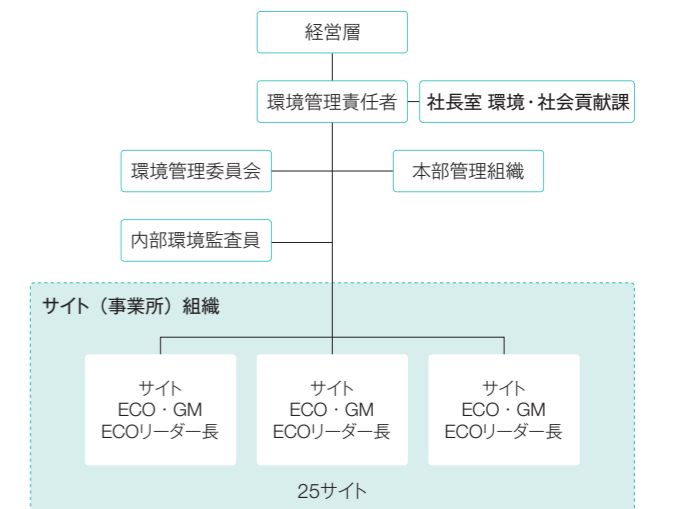 経営層
環境管理責任者
社長室 環境・社会貢献課
環境管理委員会
本部管理組織
内部環境監査員
サイト（事業所）組織
サイト
ECO・GM
ECOリーダー長
サイト
ECO・GM
ECOリーダー長
サイト
ECO・GM
ECOリーダー長
25サイト